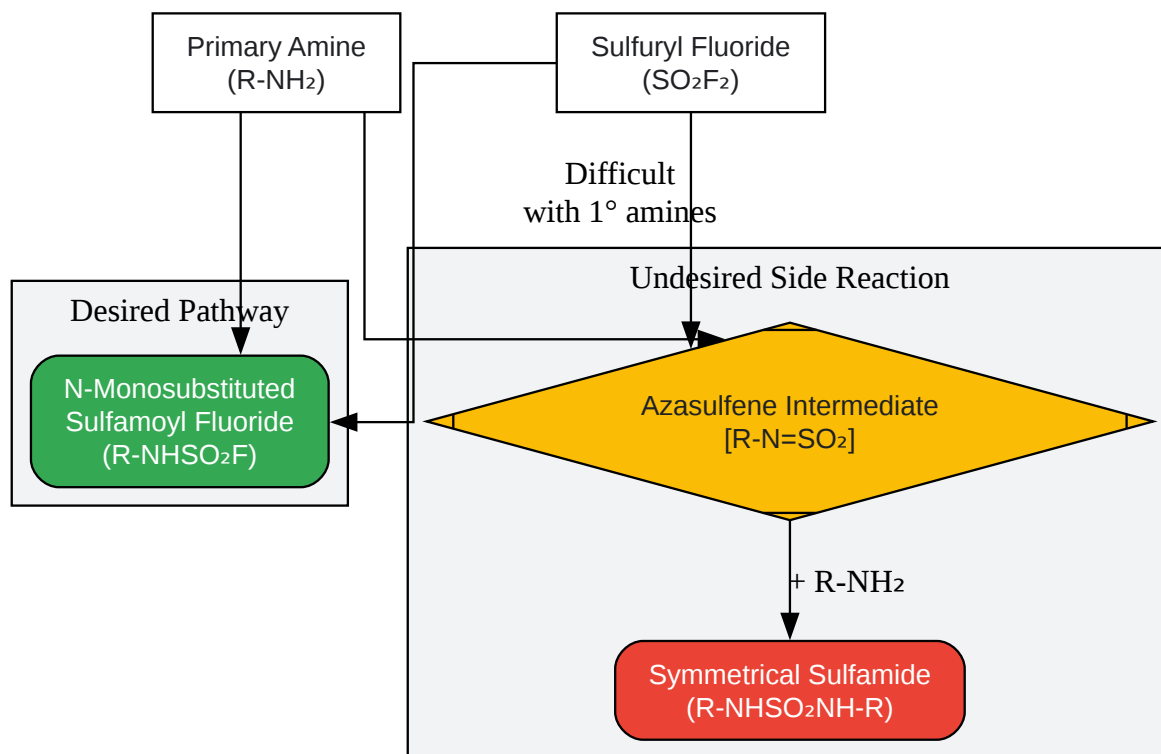 Primary Amine
(R-NH₂)
Sulfuryl Fluoride
(SO₂F₂)
Difficult
with 1° amines
Desired Pathway
N-Monosubstituted
Sulfamoyl Fluoride
(R-NHSO₂F)
Undesired Side Reaction
Azasulfene Intermediate
[R-N=SO₂]
+ R-NH₂
Symmetrical Sulfamide
(R-NHSO₂NH-R)